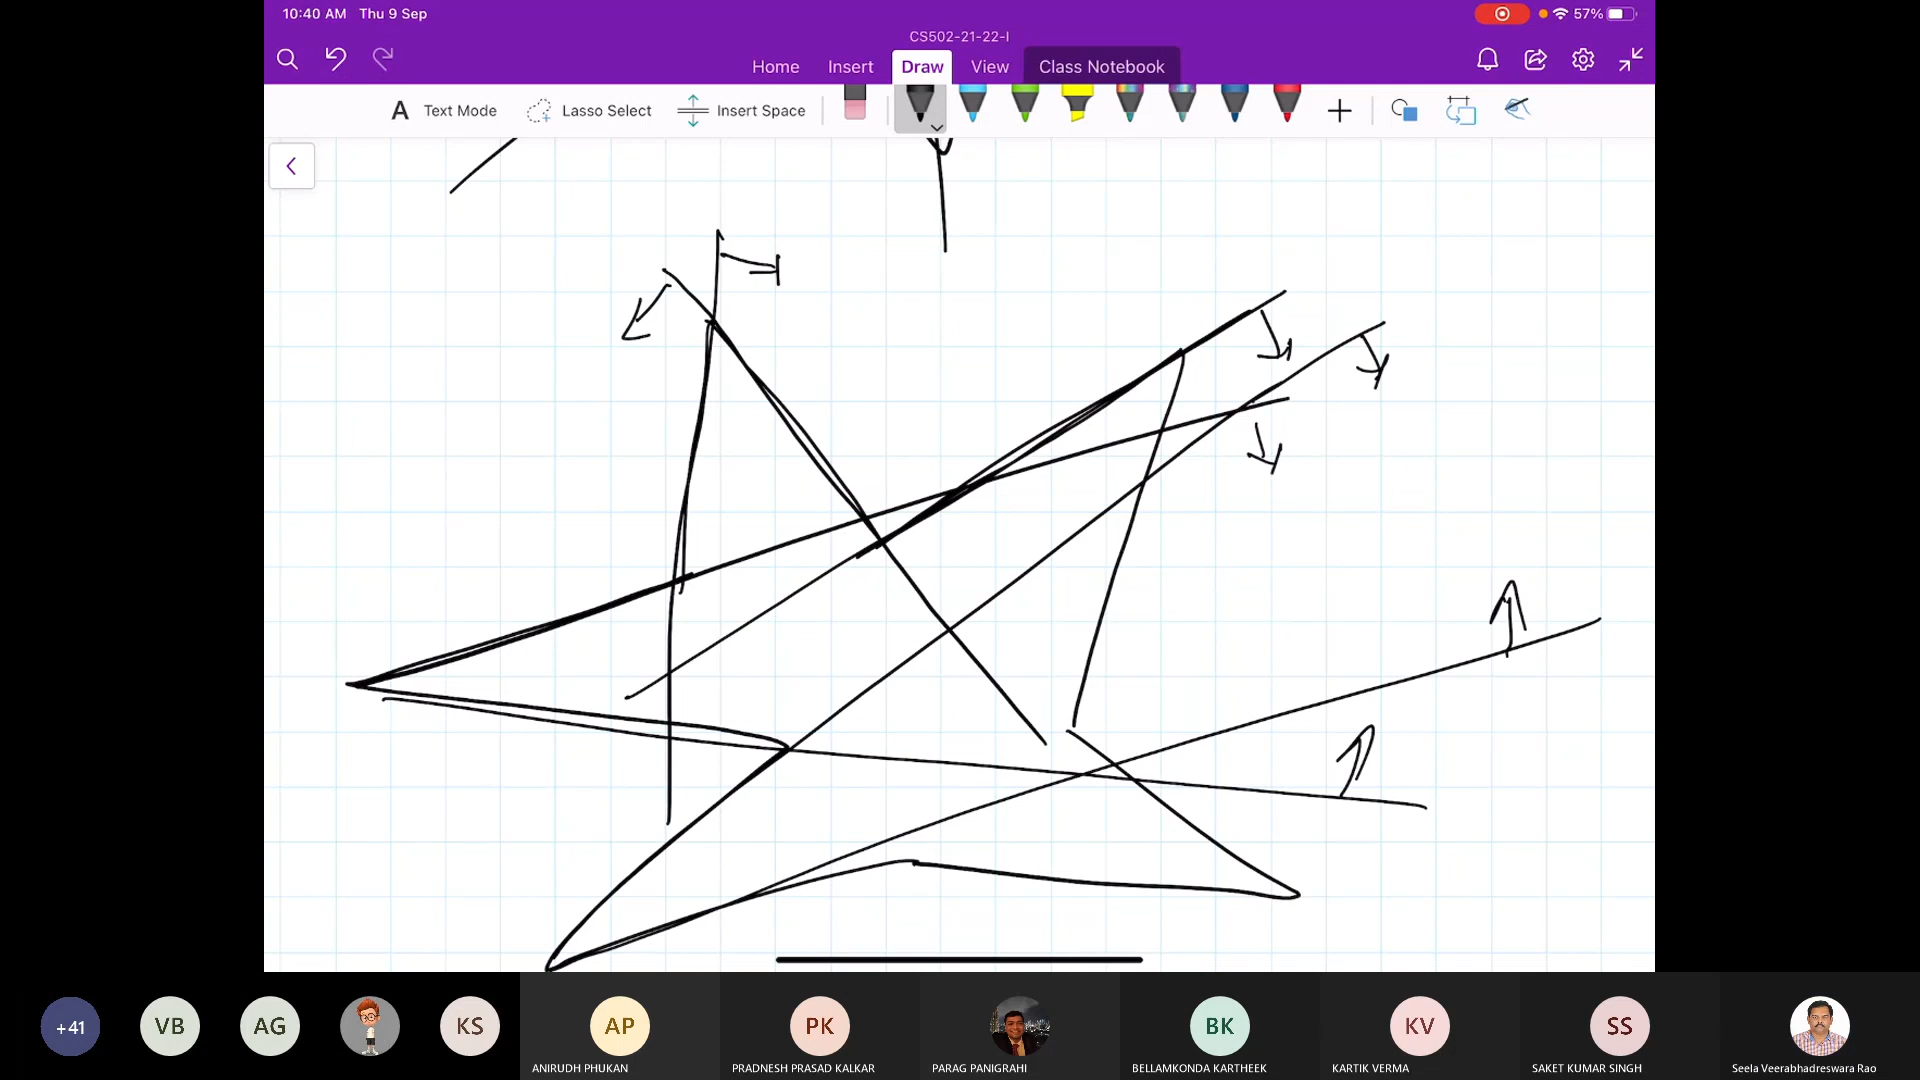 10:40 AM Thu 9 Sep
57%
CS502-21-22-I
Home Insert Draw View Class Notebook
A Text Mode Lasso Select Insert Space
+41 VB AG KS AP PK BK KV SS
ANIRUDH PHUKAN PRADNESH PRASAD KALKAR PARAG PANIGRAHI BELLAMKONDA KARTHEEK KARTIK VERMA SAKET KUMAR SINGH Seela Veerabhadreswara Rao